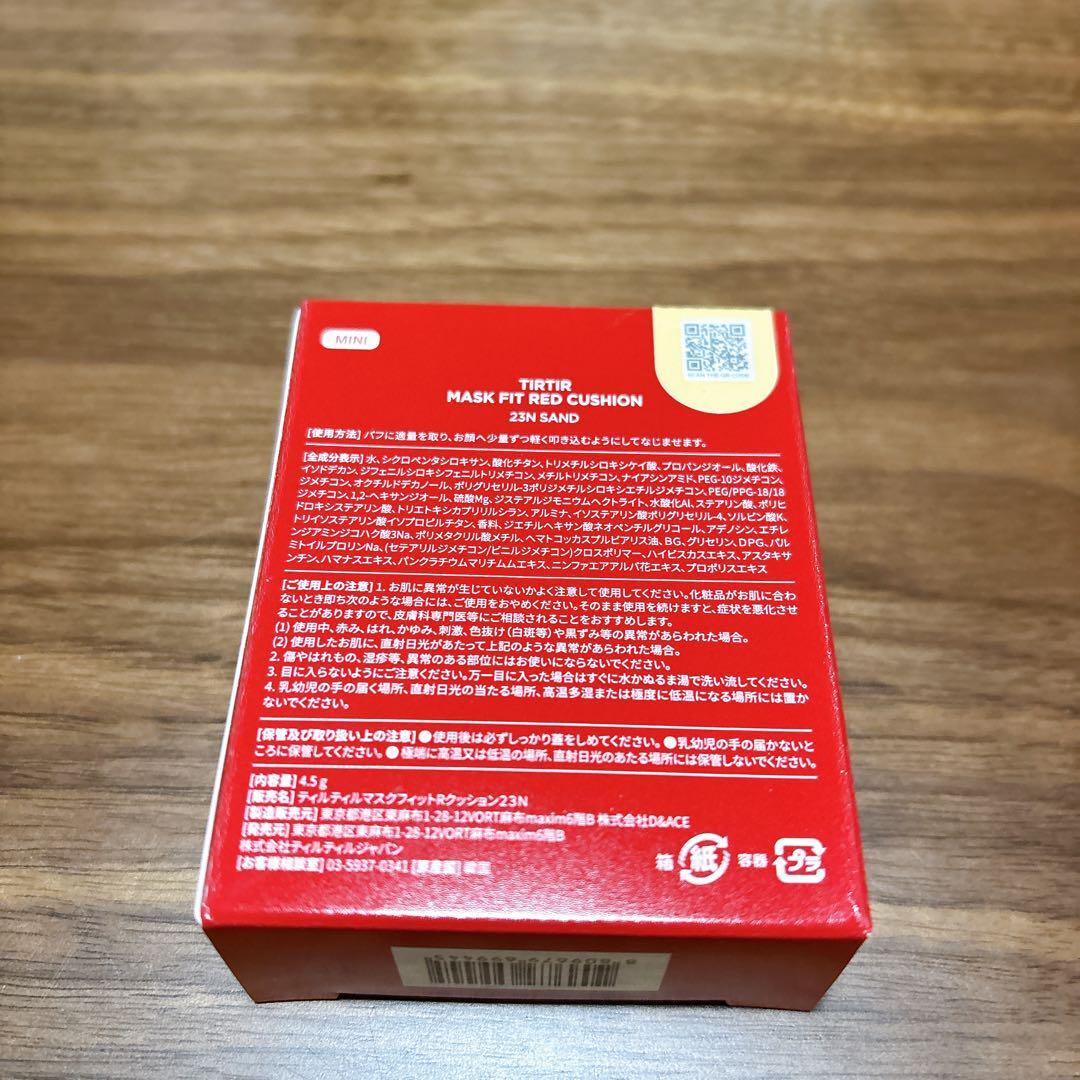 MINI
SCAN THE QR CODE
TIRTIR
MASK FIT RED CUSHION
23N SAND
[使用方法] パフに適量を取り、お顔へ少量ずつ軽く叩き込むようにしてなじませます。
[全成分表示] 水、シクロペンタシロキサン、酸化チタン、トリメチルシロキシケイ酸、プロパンジオール、酸化鉄、
イソドデカン、ジフェニルシロキシフェニルトリメチコン、メチルトリメチコン、ナイアシンアミド、PEG-10ジメチコン、
ジメチコン、オクチルドデカノール、ポリグリセリル-3ポリジメチルシロキシエチルジメチコン、PEG/PPG-18/18
ジメチコン、1,2-ヘキサンジオール、硫酸Mg、ジステアルジモニウムヘクトライト、水酸化Al、ステアリン酸、ポリヒ
ドロキシステアリン酸、トリエトキシカプリリルシラン、アルミナ、イソステアリン酸ポリグリセリル-4、ソルビン酸K、
トリイソステアリン酸イソプロピルチタン、香料、ジエチルヘキサン酸ネオペンチルグリコール、アデノシン、エチレ
ンジアミンジコハク酸3Na、ポリメタクリル酸メチル、ヘマトコッカスプルビアリス油、BG、グリセリン、DPG、パル
ミトイルプロリンNa、(セテアリルジメチコン/ビニルジメチコン)クロスポリマー、ハイビスカスエキス、アスタキサ
ンチン、ハマナスエキス、パンクラチウムマリチムムエキス、ニンファエアアルバ花エキス、プロポリスエキス
[ご使用上の注意] 1. お肌に異常が生じていないかよく注意して使用してください。化粧品がお肌に合わ
ないとき即ち次のような場合には、ご使用をおやめください。そのまま使用を続けますと、症状を悪化させ
ることがありますので、皮膚科専門医等にご相談されることをおすすめします。
(1) 使用中、赤み、はれ、かゆみ、刺激、色抜け(白斑等)や黒ずみ等の異常があらわれた場合。
(2) 使用したお肌に、直射日光があたって上記のような異常があらわれた場合。
2. 傷やはれもの、湿疹等、異常のある部位にはお使いにならないでください。
3. 目に入らないようにご注意ください。万一目に入った場合はすぐに水かぬるま湯で洗い流してください。
4. 乳幼児の手の届く場所、直射日光の当たる場所、高温多湿または極度に低温になる場所には置か
ないでください。
[保管及び取り扱い上の注意] ●使用後は必ずしっかり蓋をしめてください。●乳幼児の手の届かないと
ころに保管してください。●極端に高温又は低温の場所、直射日光のあたる場所には保管しないでください。
[内容量] 4.5 g
[販売名] ティルティルマスクフィットRクッション23N
[製造販売元] 東京都港区東麻布1-28-12VORT麻布maxim6階B 株式会社D&ACE
[発売元] 東京都港区東麻布1-28-12VORT麻布maxim6階B
株式会社ティルティルジャパン
[お客様相談室] 03-5937-0341 [原産国] 韓国
箱 紙 容器 プラ